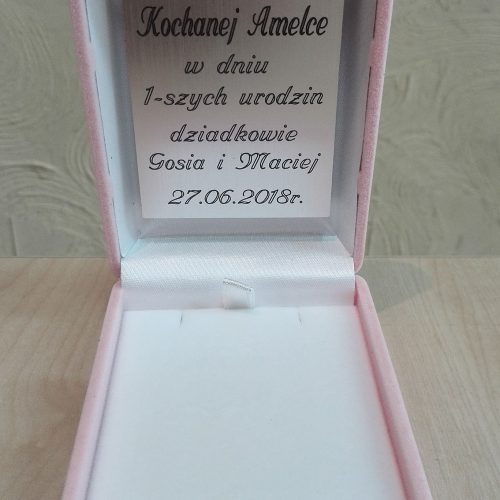 Kochanej Amelce
w dniu
1-szych urodzin
dziadkowie
Gosia i Maciej
27.06.2018r.